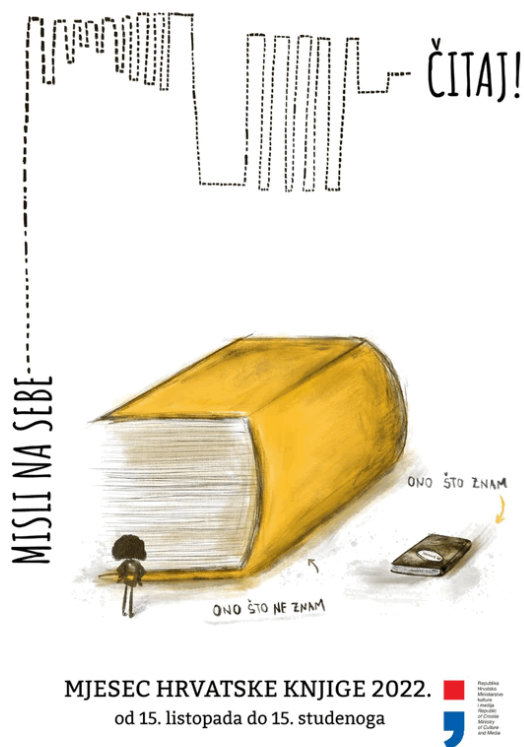 ČITAJ!
MISLI NA SEBE
ONO ŠTO ZNAM
ONO ŠTO NE ZNAM
MJESEC HRVATSKE KNJIGE 2022.
od 15. listopada do 15. studenoga
Republika
Hrvatska
Ministarstvo
kulture
i medija
Republic
of Croatia
Ministry
of Culture
and Media